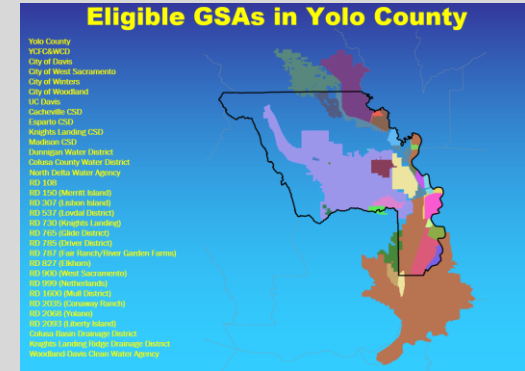 Eligible GSAs in Yolo County
Yolo County
YCFC&WCD
City of Davis
City of West Sacramento
City of Winters
City of Woodland
UC Davis
Cacheville CSD
Esparto CSD
Knights Landing CSD
Madison CSD
Dunnigan Water District
Colusa County Water District
North Delta Water Agency
RD 108
RD 150 (Merritt Island)
RD 307 (Lisbon Island)
RD 537 (Lovdal District)
RD 730 (Knights Landing)
RD 765 (Glide District)
RD 785 (Driver District)
RD 787 (Fair Ranch/River Garden Farms)
RD 827 (Elkhorn)
RD 900 (West Sacramento)
RD 999 (Netherlands)
RD 1600 (Mull District)
RD 2035 (Conaway Ranch)
RD 2068 (Yolano)
RD 2093 (Liberty Island)
Colusa Basin Drainage District
Knights Landing Ridge Drainage District
Woodland-Davis Clean Water Agency